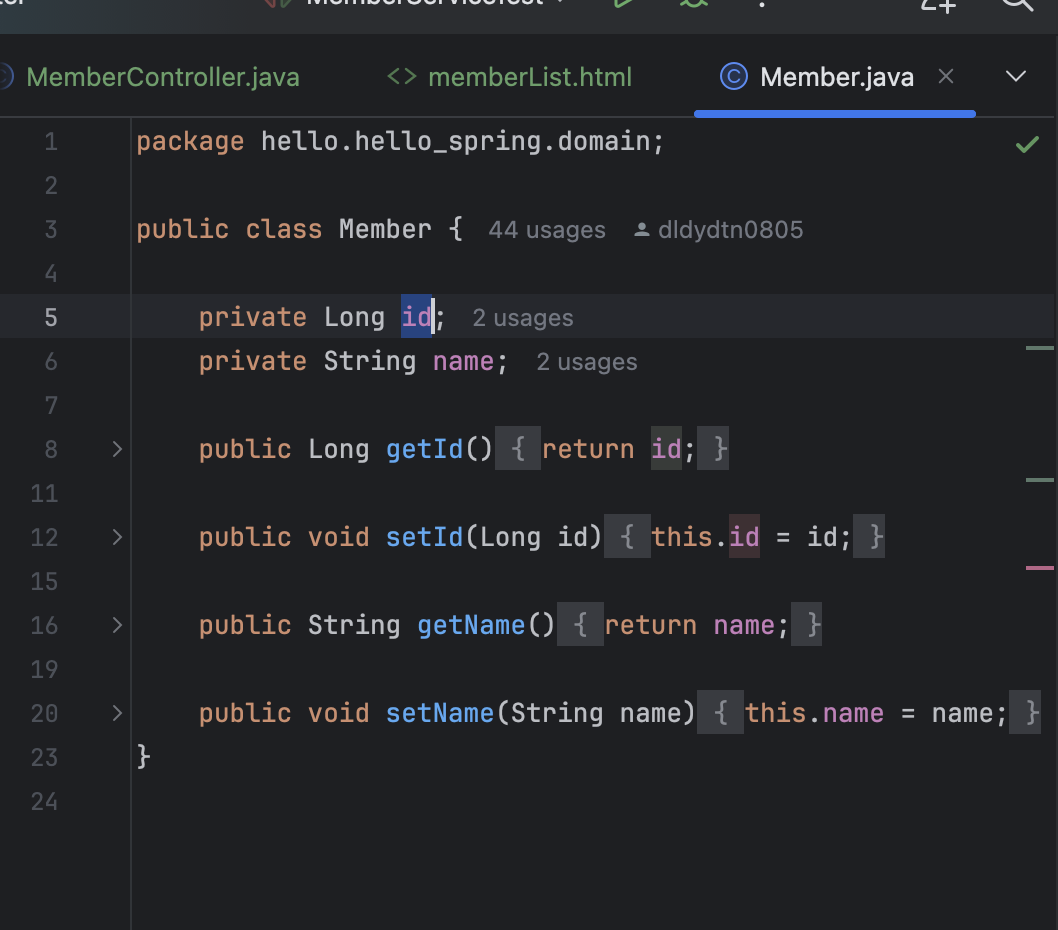 MemberServiceTest
MemberController.java <> memberList.html Member.java
1 package hello.hello_spring.domain;
2
3 public class Member { 44 usages dldydtn0805
4
5 private Long id; 2 usages
6 private String name; 2 usages
7
8 public Long getId() { return id; }
11
12 public void setId(Long id) { this.id = id; }
15
16 public String getName() { return name; }
19
20 public void setName(String name) { this.name = name; }
23 }
24